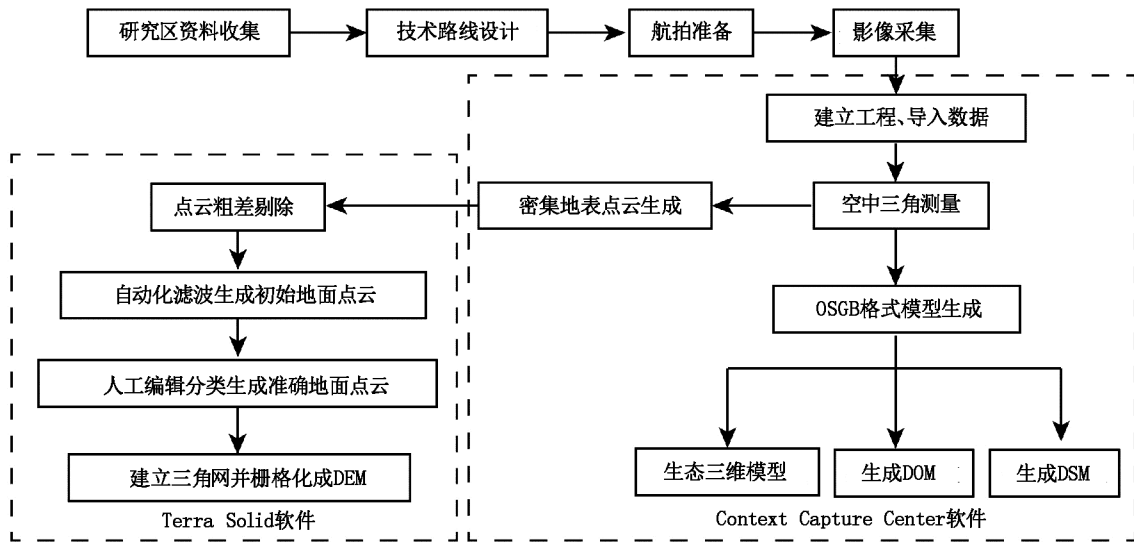 研究区资料收集
技术路线设计
航拍准备
影像采集
建立工程、导入数据
点云粗差剔除
密集地表点云生成
空中三角测量
自动化滤波生成初始地面点云
OSGB格式模型生成
人工编辑分类生成准确地面点云
建立三角网并栅格化成DEM
生态三维模型
生成DOM
生成DSM
Terra Solid软件
Context Capture Center软件